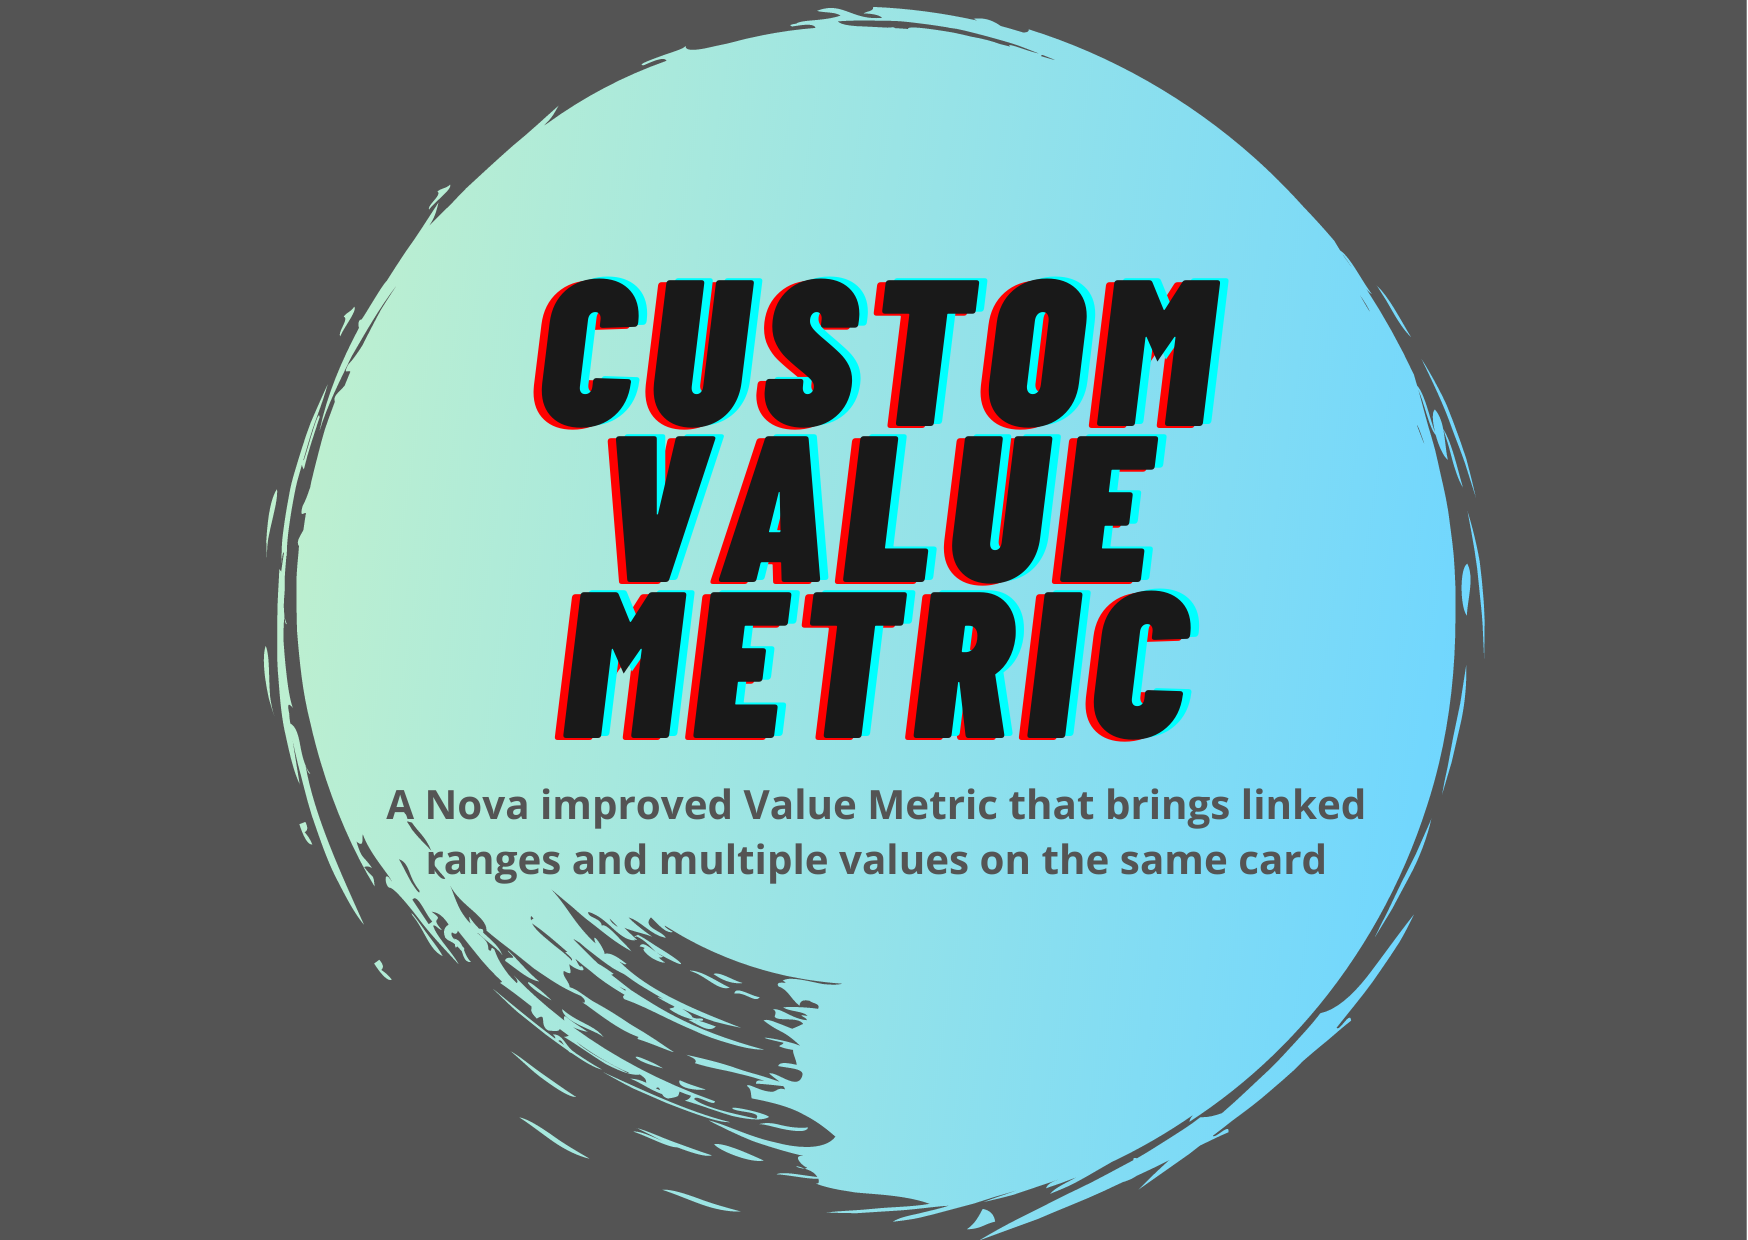 CUSTOM
VALUE
METRIC
A Nova improved Value Metric that brings linked
ranges and multiple values on the same card